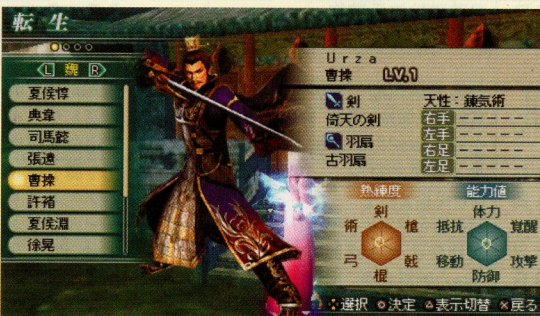 転生
L 魏 R
夏侯惇
典韋
司馬懿
張遼
曹操
許褚
夏侯淵
徐晃
Urza
曹操 LV.1
剣 天性：錬気術
倚天の剣 右手 -----
左手 -----
羽扇 右足 -----
古羽扇 左足 -----
熟練度 能力値
剣 槍 戟 棍 弓 術
体力 覚醒 攻撃 防御 移動 抵抗
選択 ○決定 △表示切替 ×戻る